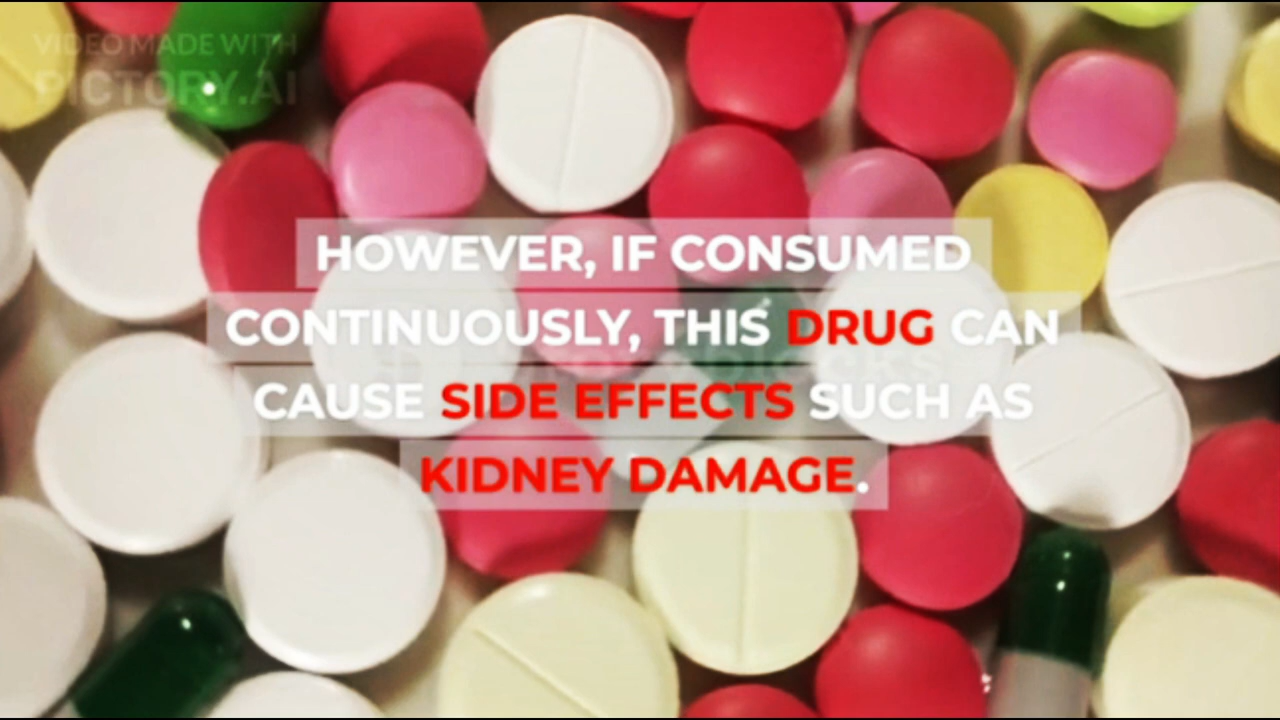 VIDEO MADE WITH
PICTORY.AI
HOWEVER, IF CONSUMED
CONTINUOUSLY, THIS DRUG CAN
CAUSE SIDE EFFECTS SUCH AS
KIDNEY DAMAGE.